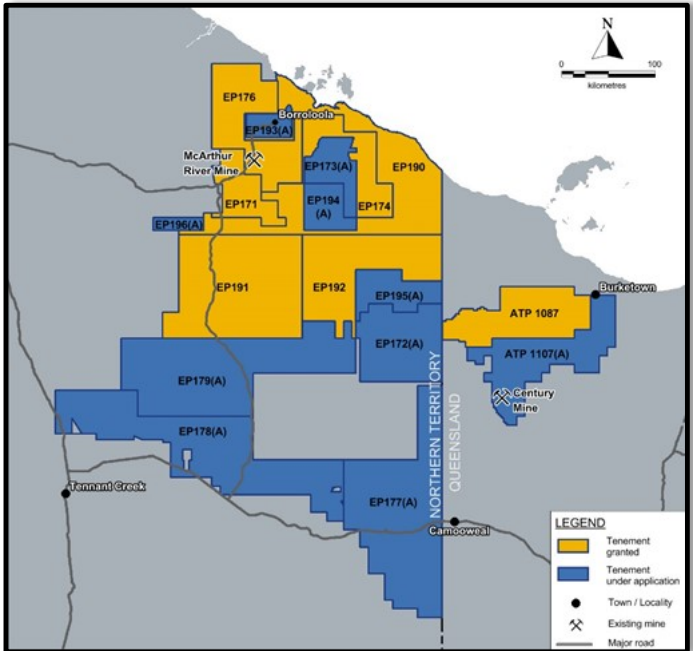 N
0
100
kilometres
EP176
Borroloola
EP193(A)
McArthur
River Mine
EP173(A)
EP190
EP171
EP194
(A)
EP174
EP196(A)
EP191
EP192
EP195(A)
Burketown
ATP 1087
EP172(A)
ATP 1107(A)
EP179(A)
Century
Mine
EP178(A)
NORTHERN TERRITORY
QUEENSLAND
Tennant Creek
EP177(A)
Camooweal
LEGEND
Tenement
granted
Tenement
under application
Town / Locality
Existing mine
Major road